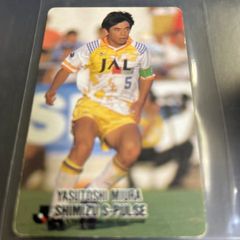 JAL
5
YASUTOSHI MIURA
SHIMIZU S-PULSE